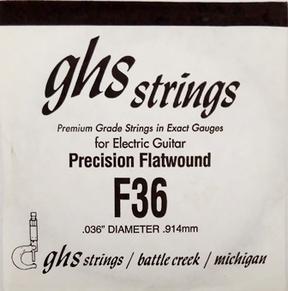 ghs strings
Premium Grade Strings in Exact Gauges
for Electric Guitar
Precision Flatwound
F36
.036" DIAMETER .914mm
ghs strings / battle creek / michigan